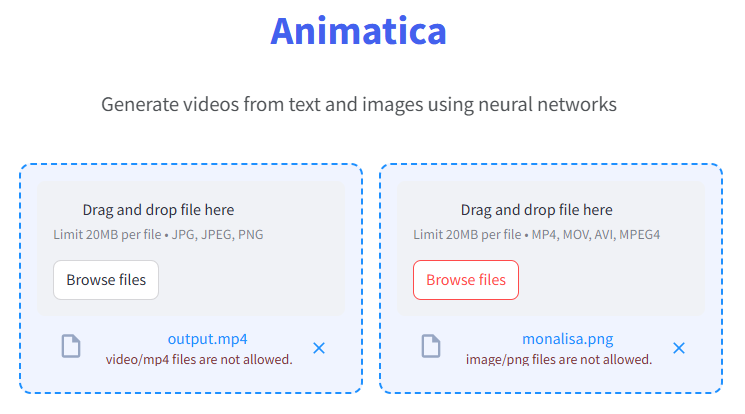 Animatica
Generate videos from text and images using neural networks
Drag and drop file here
Limit 20MB per file • JPG, JPEG, PNG
Browse files
output.mp4
video/mp4 files are not allowed.
Drag and drop file here
Limit 20MB per file • MP4, MOV, AVI, MPEG4
Browse files
monalisa.png
image/png files are not allowed.